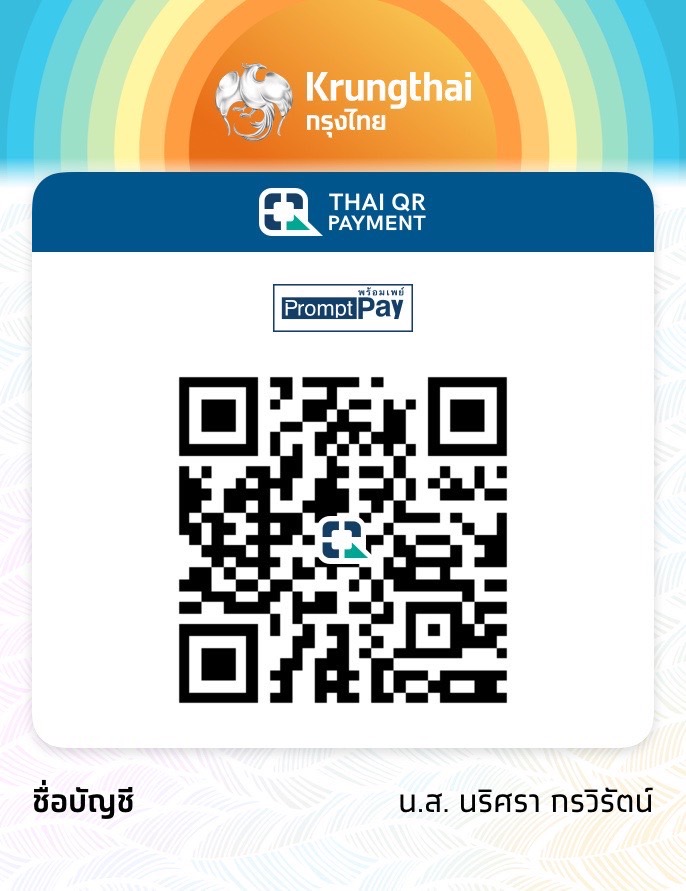 Krungthai
กรุงไทย
THAI QR
PAYMENT
พร้อมเพย์
PromptPay
ชื่อบัญชี น.ส. นริศรา กรวิรัตน์